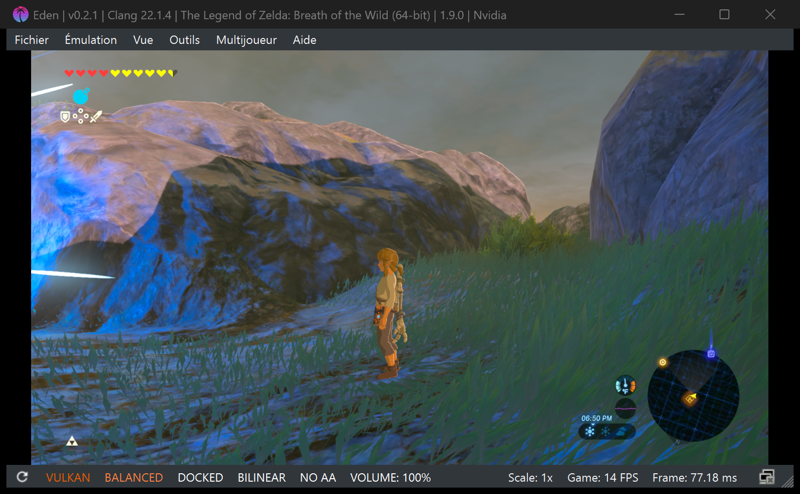 Eden | v0.2.1 | Clang 22.1.4 | The Legend of Zelda: Breath of the Wild (64-bit) | 1.9.0 | Nvidia
Fichier Émulation Vue Outils Multijoueur Aide
06:50 PM
VULKAN BALANCED DOCKED BILINEAR NO AA VOLUME: 100% Scale: 1x Game: 14 FPS Frame: 77.18 ms